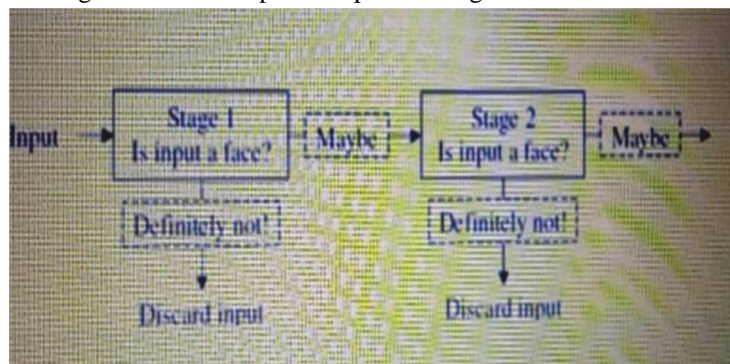 Input
Stage 1
Is input a face?
Maybe
Stage 2
Is input a face?
Maybe
Definitely not!
Definitely not!
Discard input
Discard input